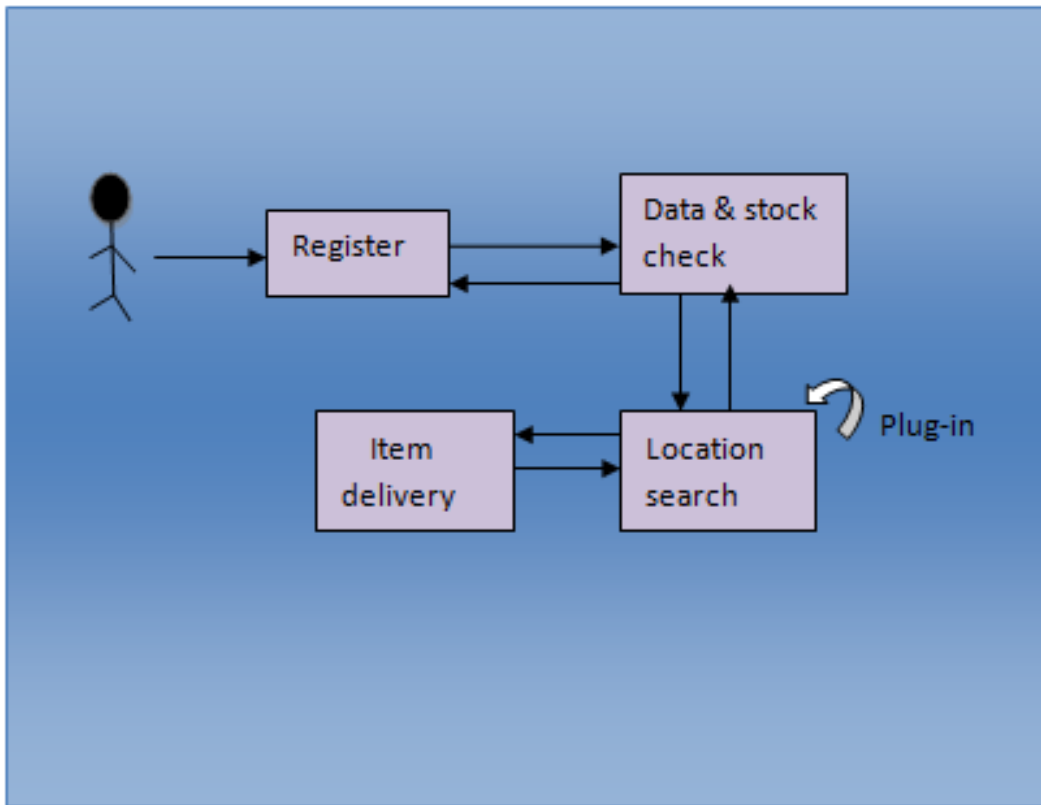 Register
Data & stock
check
Item
delivery
Location
search
Plug-in